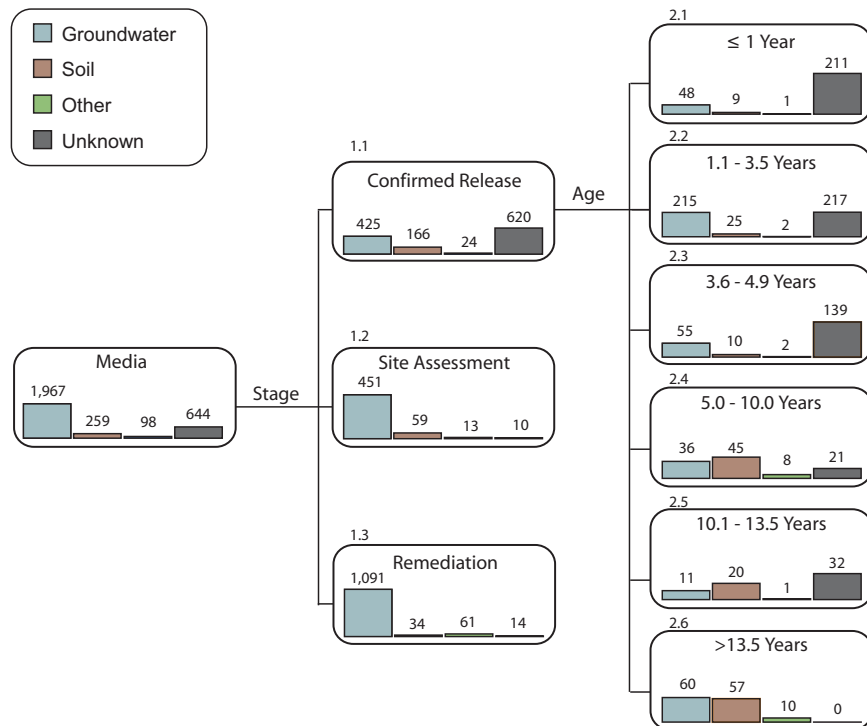 Groundwater
Soil
Other
Unknown
Media
1,967 259 98 644
Stage
1.1
Confirmed Release
425 166 24 620
1.2
Site Assessment
451 59 13 10
1.3
Remediation
1,091 34 61 14
Age
2.1
≤ 1 Year
48 9 1 211
2.2
1.1 - 3.5 Years
215 25 2 217
2.3
3.6 - 4.9 Years
55 10 2 139
2.4
5.0 - 10.0 Years
36 45 8 21
2.5
10.1 - 13.5 Years
11 20 1 32
2.6
>13.5 Years
60 57 10 0